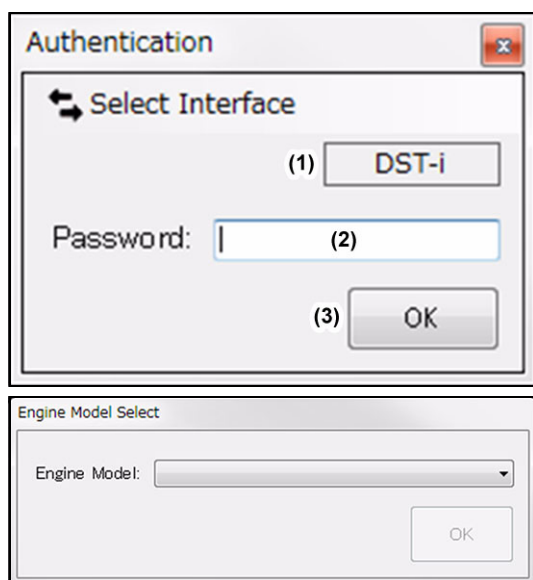 Authentication
Select Interface
(1) DST-i
Password: (2)
(3) OK
Engine Model Select
Engine Model:
OK